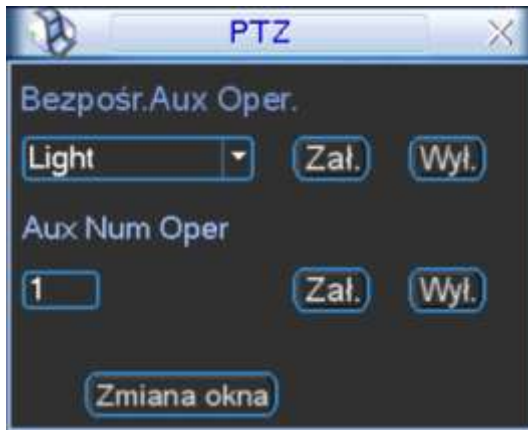 PTZ
Bezpośr.Aux Oper.
Light Zał. Wył.
Aux Num Oper
1 Zał. Wył.
Zmiana okna